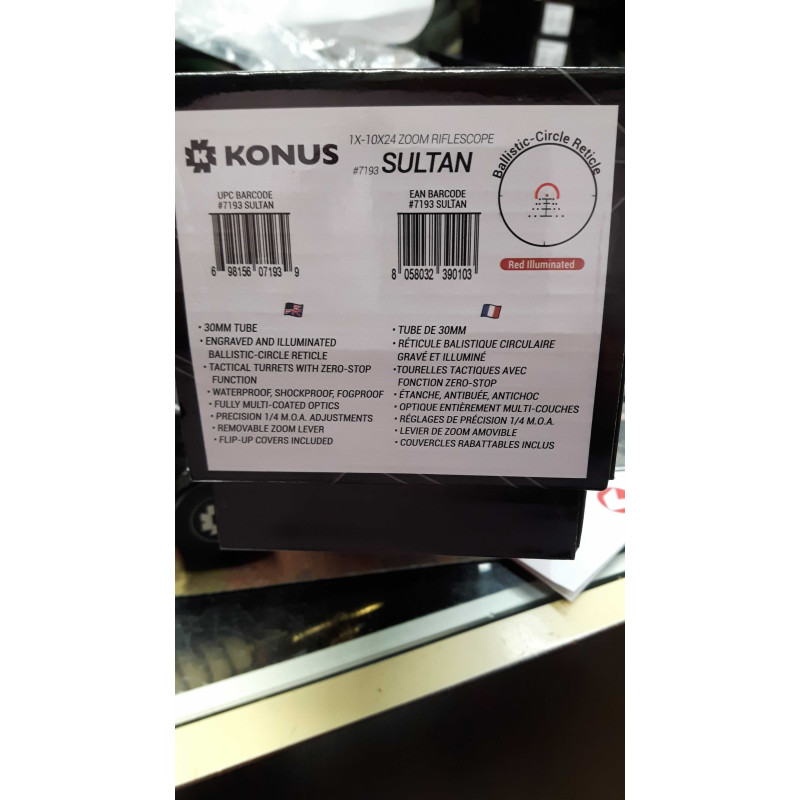 KONUS
1X-10X24 ZOOM RIFLESCOPE
#7193 SULTAN
Ballistic-Circle Reticle
Red Illuminated
UPC BARCODE
#7193 SULTAN
6 98156 07193 9
EAN BARCODE
#7193 SULTAN
8 058032 390103
• 30MM TUBE
• ENGRAVED AND ILLUMINATED
BALLISTIC-CIRCLE RETICLE
• TACTICAL TURRETS WITH ZERO-STOP
FUNCTION
• WATERPROOF, SHOCKPROOF, FOGPROOF
• FULLY MULTI-COATED OPTICS
• PRECISION 1/4 M.O.A. ADJUSTMENTS
• REMOVABLE ZOOM LEVER
• FLIP-UP COVERS INCLUDED
• TUBE DE 30MM
• RÉTICULE BALISTIQUE CIRCULAIRE
GRAVÉ ET ILLUMINÉ
•TOURELLES TACTIQUES AVEC
FONCTION ZERO-STOP
• ÉTANCHE, ANTIBUÉE, ANTICHOC
• OPTIQUE ENTIÈREMENT MULTI-COUCHES
• RÉGLAGES DE PRÉCISION 1/4 M.O.A.
• LEVIER DE ZOOM AMOVIBLE
• COUVERCLES RABATTABLES INCLUS